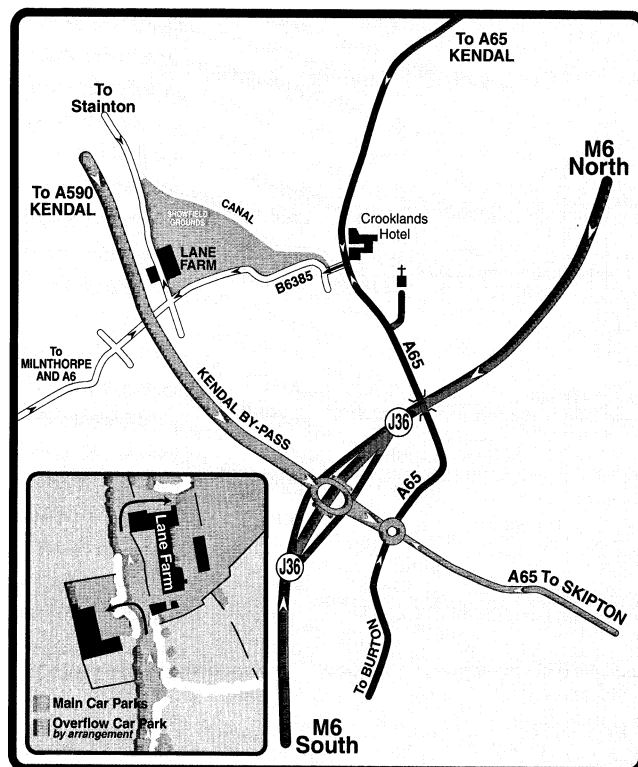 To A65
KENDAL
To
Stainton
M6
North
To A590
KENDAL
SHOWFIELD
GROUNDS
CANAL
Crooklands
Hotel
LANE
FARM
B6385
To
MILNTHORPE
AND A6
A65
KENDAL BY-PASS
J36
A65
J36
A65 To SKIPTON
To BURTON
M6
South
Lane Farm
Main Car Parks
Overflow Car Park
by arrangement